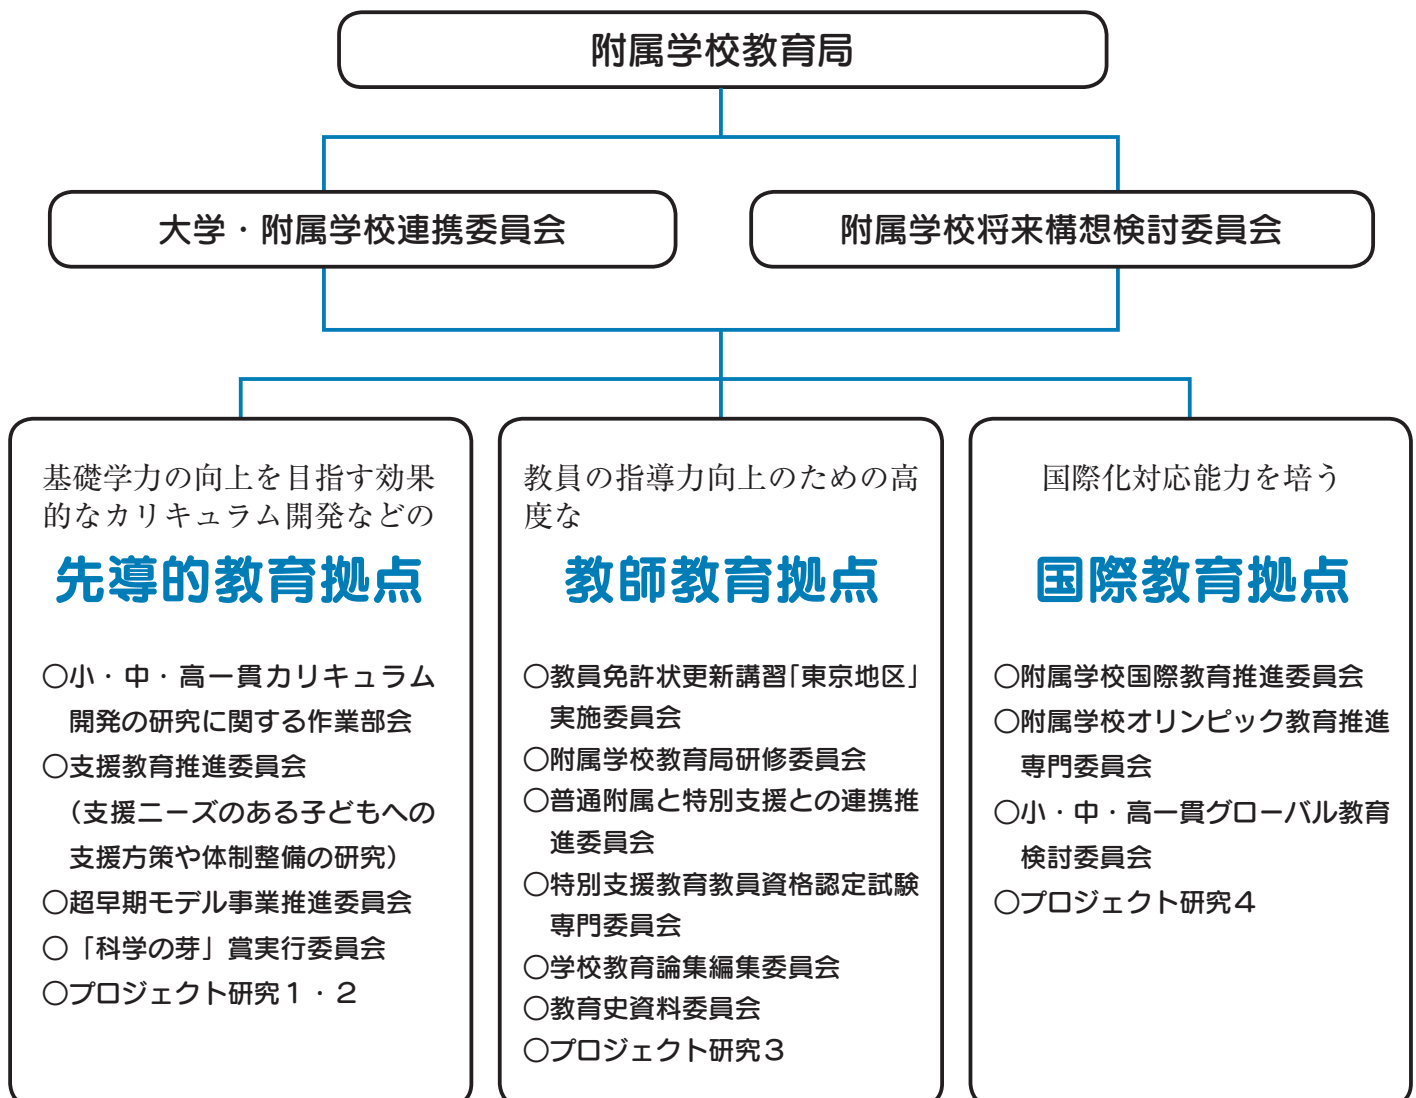 附属学校教育局
大学・附属学校連携委員会
附属学校将来構想検討委員会
基礎学力の向上を目指す効果
的なカリキュラム開発などの
先導的教育拠点
○小・中・高一貫カリキュラム
開発の研究に関する作業部会
○支援教育推進委員会
（支援ニーズのある子どもへの
支援方策や体制整備の研究）
○超早期モデル事業推進委員会
○「科学の芽」賞実行委員会
○プロジェクト研究１・２
教員の指導力向上のための高
度な
教師教育拠点
○教員免許状更新講習「東京地区」
実施委員会
○附属学校教育局研修委員会
○普通附属と特別支援との連携推
進委員会
○特別支援教育教員資格認定試験
専門委員会
○学校教育論集編集委員会
○教育史資料委員会
○プロジェクト研究３
国際化対応能力を培う
国際教育拠点
○附属学校国際教育推進委員会
○附属学校オリンピック教育推進
専門委員会
○小・中・高一貫グローバル教育
検討委員会
○プロジェクト研究４